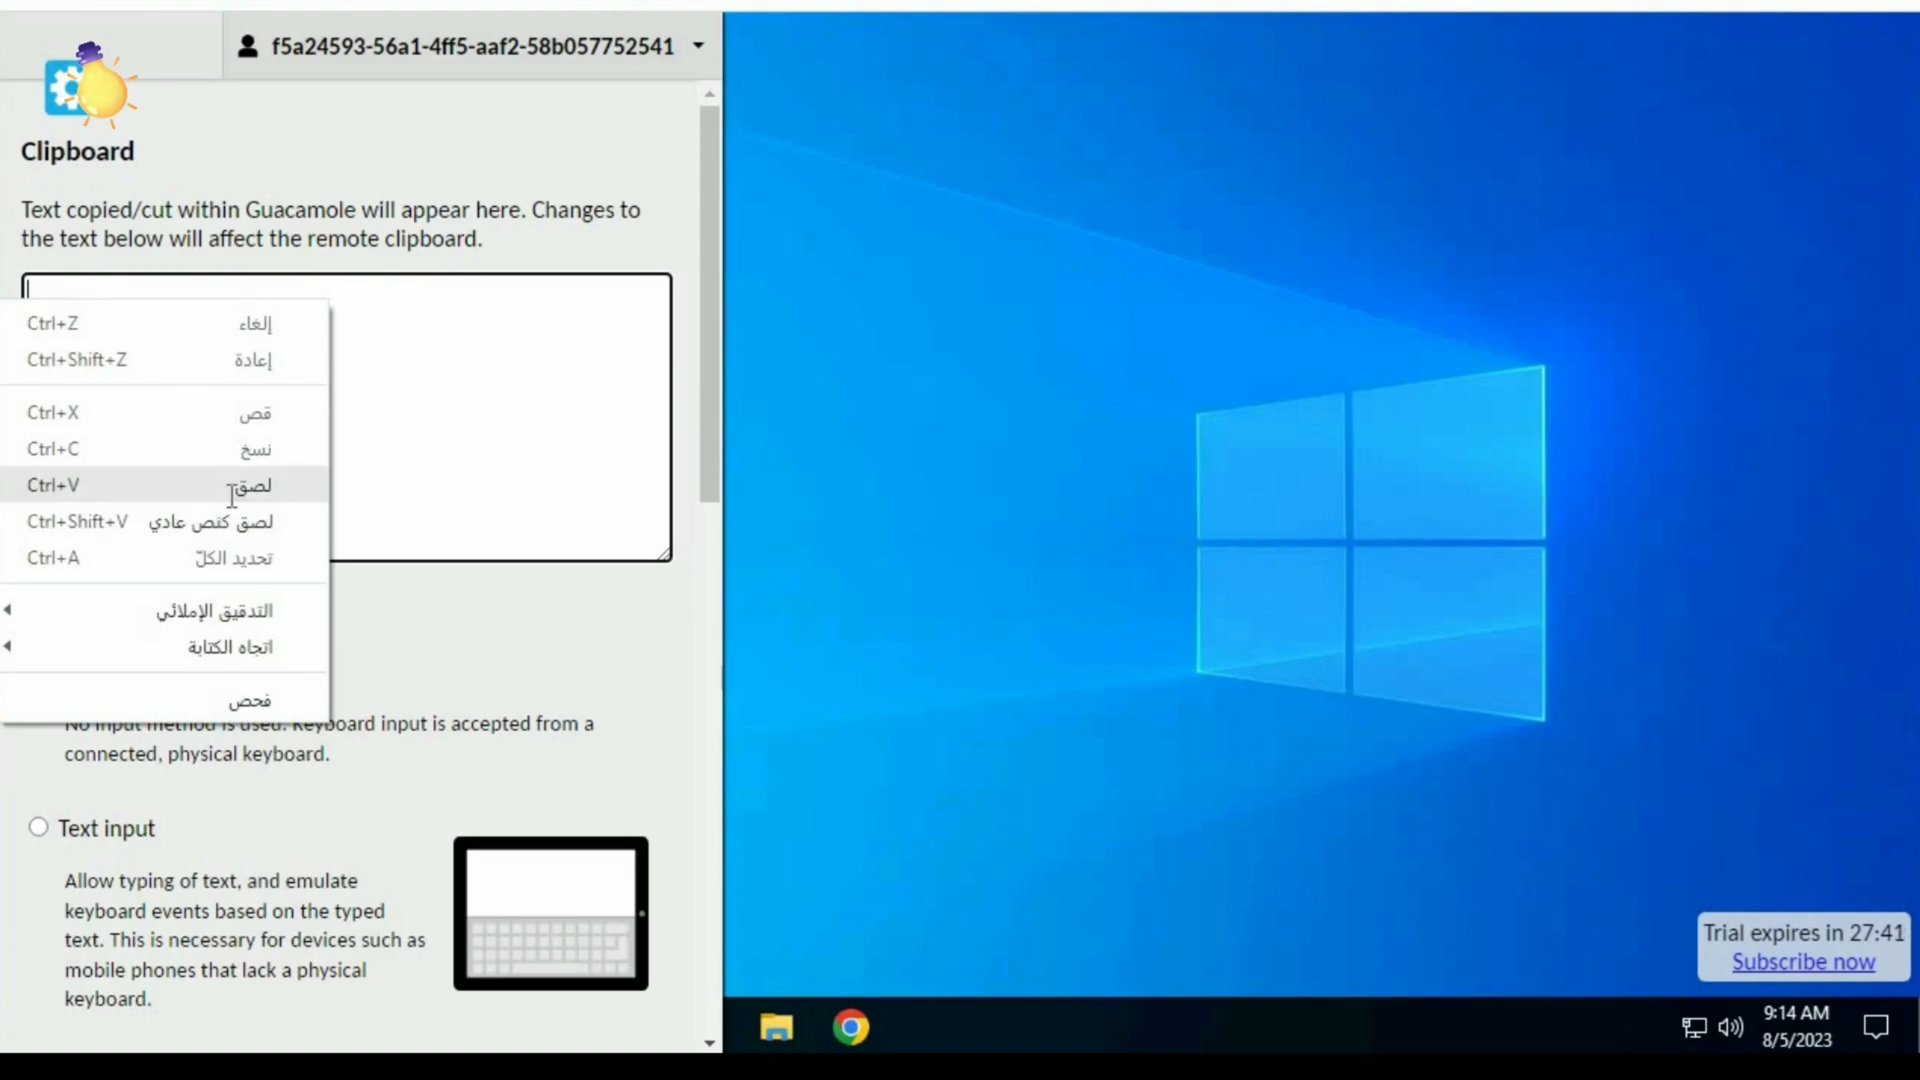 f5a24593-56a1-4ff5-aaf2-58b057752541
Clipboard
Text copied/cut within Guacamole will appear here. Changes to
the text below will affect the remote clipboard.
إلغاء Ctrl+Z
إعادة Ctrl+Shift+Z
قص Ctrl+X
نسخ Ctrl+C
لصق Ctrl+V
لصق كنص عادي Ctrl+Shift+V
تحديد الكلّ Ctrl+A
التدقيق الإملائي
اتجاه الكتابة
فحص
No input method is used. Keyboard input is accepted from a
connected, physical keyboard.
Text input
Allow typing of text, and emulate
keyboard events based on the typed
text. This is necessary for devices such as
mobile phones that lack a physical
keyboard.
Trial expires in 27:41
Subscribe now
9:14 AM
8/5/2023